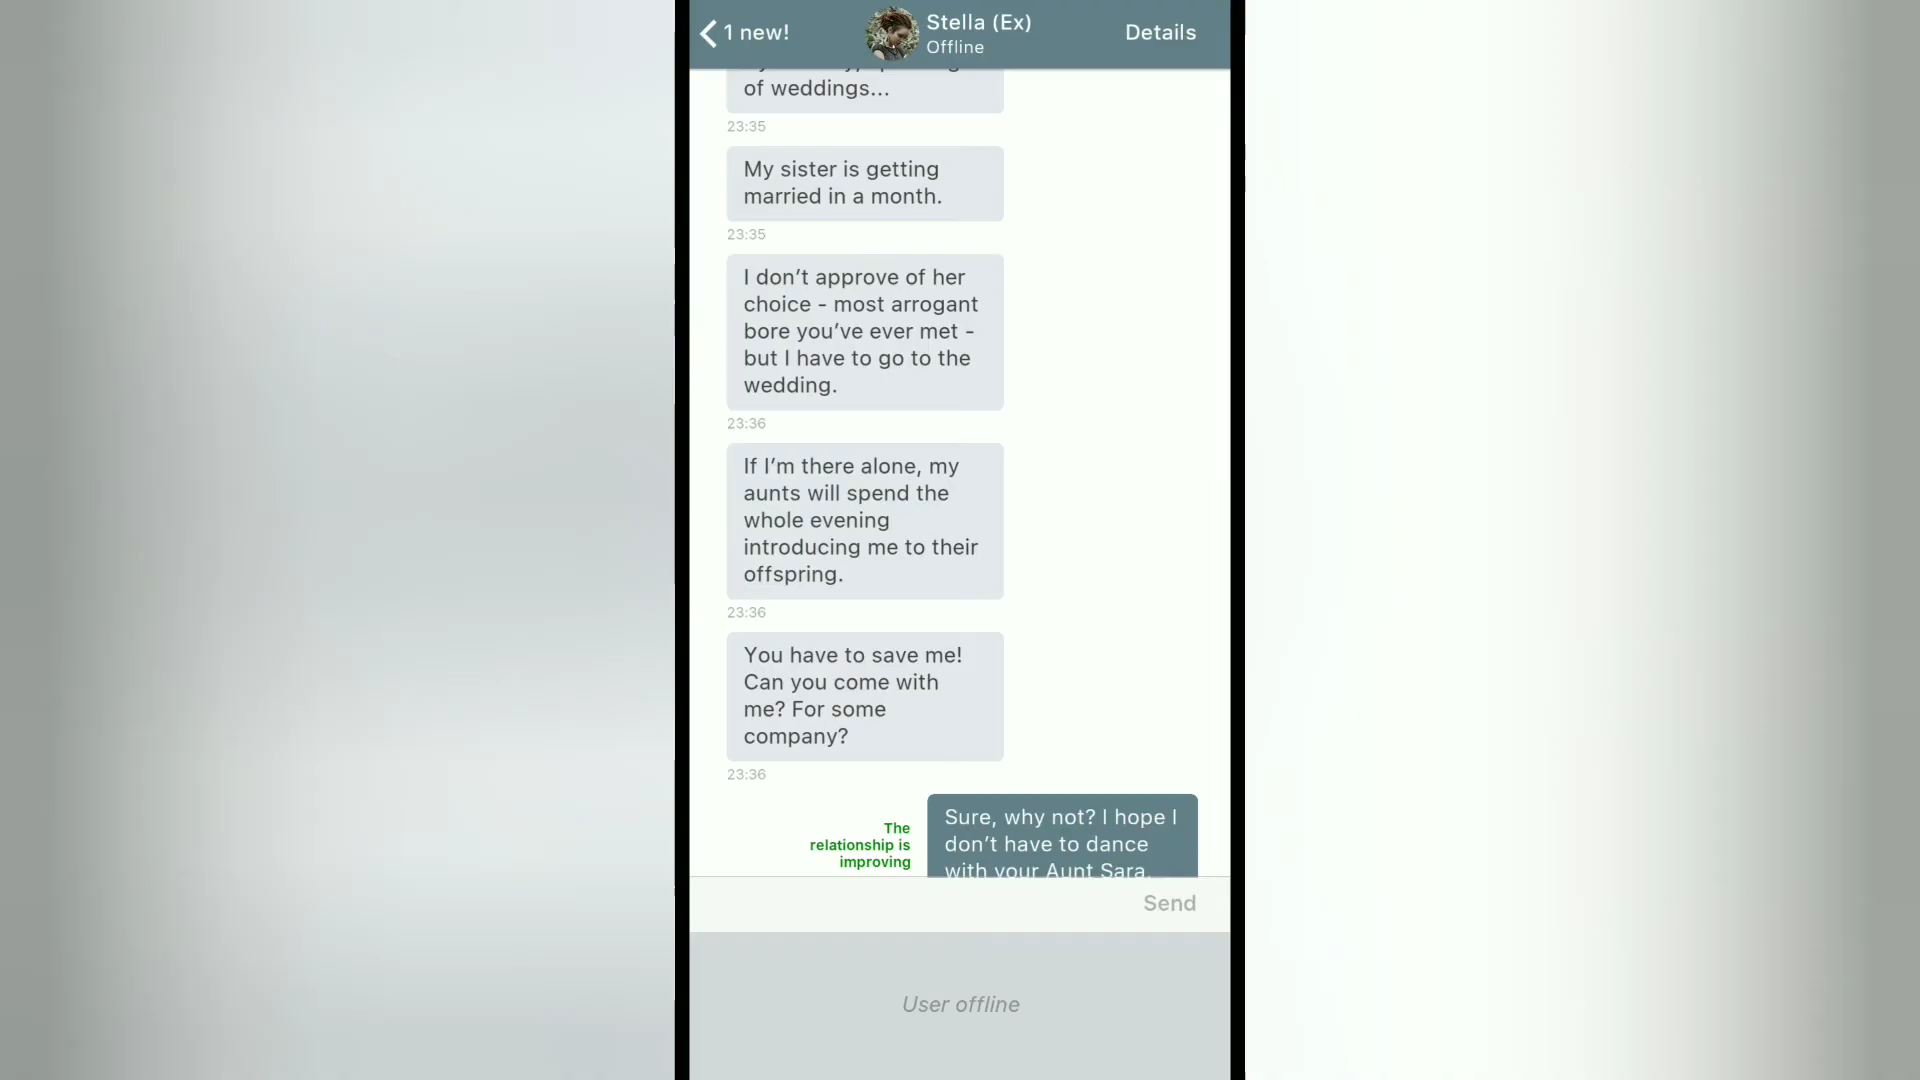 1 new!
Stella (Ex)
Offline
Details
of weddings...
23:35
My sister is getting
married in a month.
23:35
I don’t approve of her
choice - most arrogant
bore you’ve ever met -
but I have to go to the
wedding.
23:36
If I’m there alone, my
aunts will spend the
whole evening
introducing me to their
offspring.
23:36
You have to save me!
Can you come with
me? For some
company?
23:36
The
relationship is
improving
Sure, why not? I hope I
don’t have to dance
with your Aunt Sara.
Send
User offline